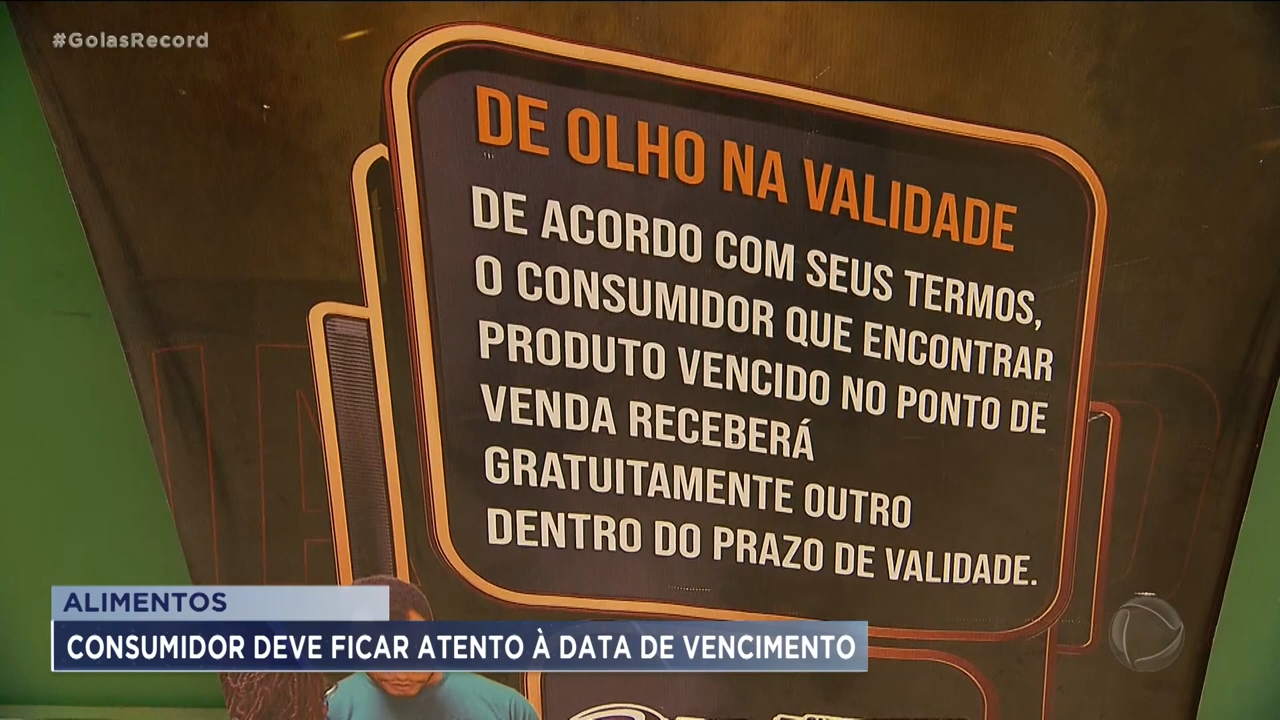 #GoiásRecord
DE OLHO NA VALIDADE
DE ACORDO COM SEUS TERMOS,
O CONSUMIDOR QUE ENCONTRAR
PRODUTO VENCIDO NO PONTO DE
VENDA RECEBERÁ
GRATUITAMENTE OUTRO
DENTRO DO PRAZO DE VALIDADE.
ALIMENTOS
CONSUMIDOR DEVE FICAR ATENTO À DATA DE VENCIMENTO